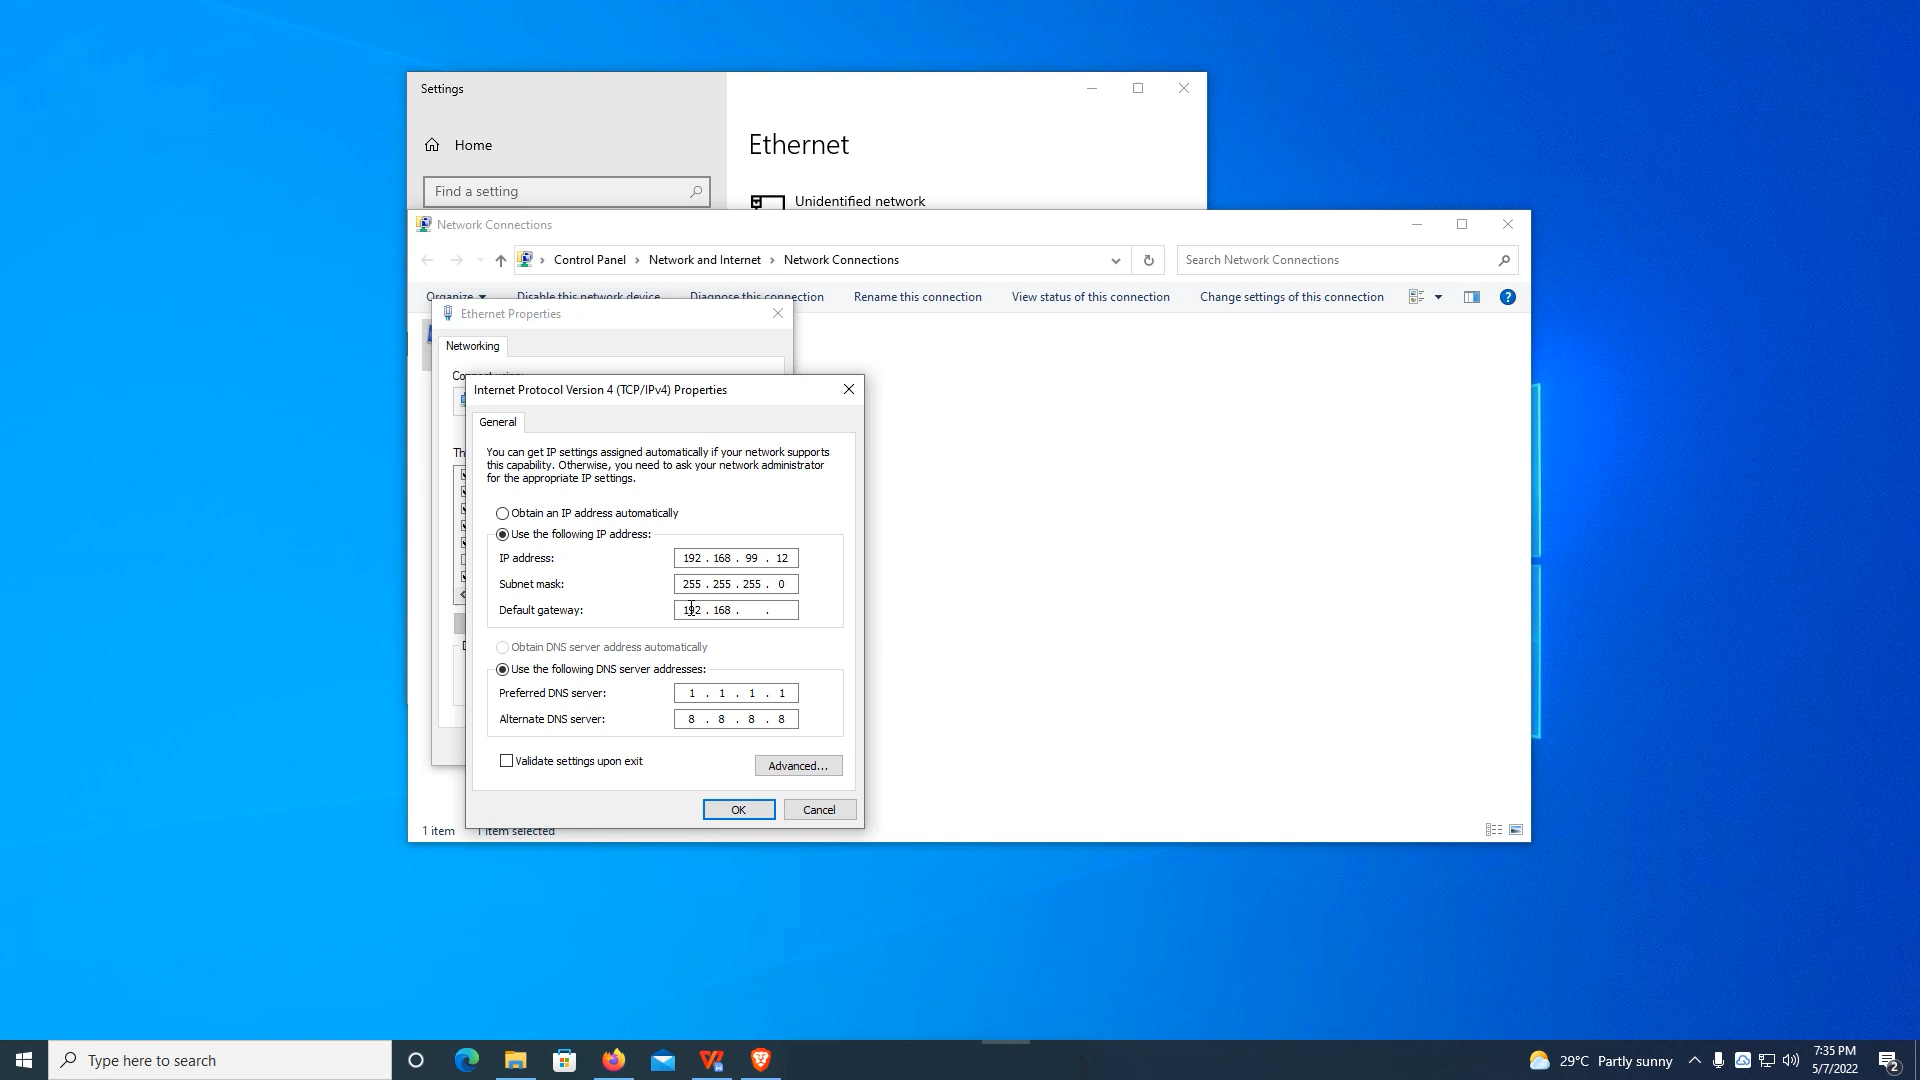 Settings
Home
Find a setting
Ethernet
Unidentified network
Network Connections
Control Panel › Network and Internet › Network Connections
Search Network Connections
Organize Disable this network device Diagnose this connection Rename this connection View status of this connection Change settings of this connection
Ethernet Properties
Networking
Internet Protocol Version 4 (TCP/IPv4) Properties
General
You can get IP settings assigned automatically if your network supports
this capability. Otherwise, you need to ask your network administrator
for the appropriate IP settings.
Obtain an IP address automatically
Use the following IP address:
IP address: 192 . 168 . 99 . 12
Subnet mask: 255 . 255 . 255 . 0
Default gateway: 192 . 168 . .
Obtain DNS server address automatically
Use the following DNS server addresses:
Preferred DNS server: 1 . 1 . 1 . 1
Alternate DNS server: 8 . 8 . 8 . 8
Validate settings upon exit
Advanced...
OK Cancel
1 item 1 item selected
Type here to search
29°C Partly sunny
7:35 PM
5/7/2022
2